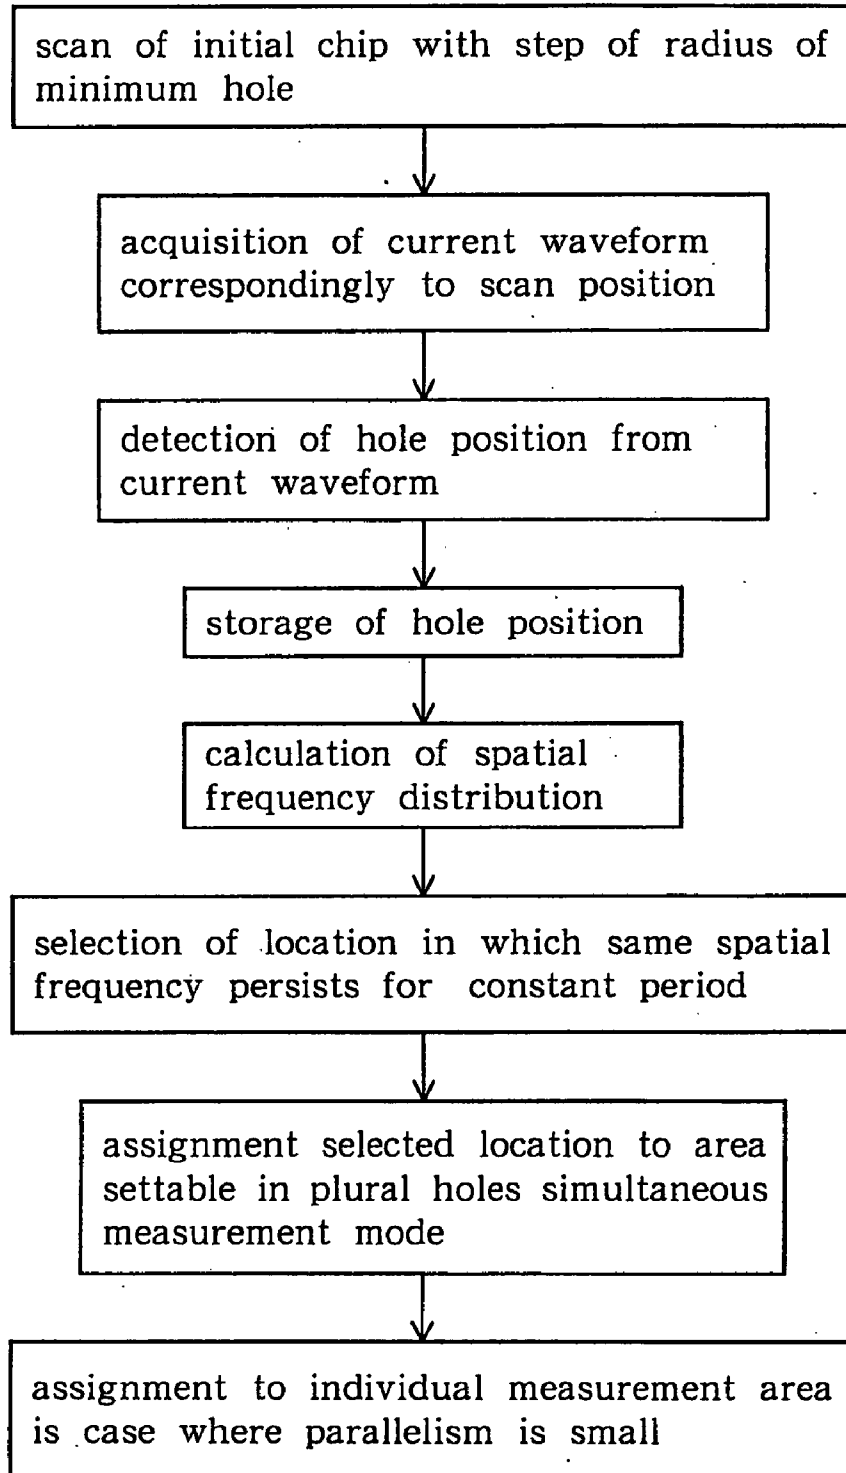 scan of initial chip with step of radius of
minimum hole
acquisition of current waveform
correspondingly to scan position
detection of hole position from
current waveform
storage of hole position
calculation of spatial
frequency distribution
selection of location in which same spatial
frequency persists for constant period
assignment selected location to area
settable in plural holes simultaneous
measurement mode
assignment to individual measurement area
is case where parallelism is small